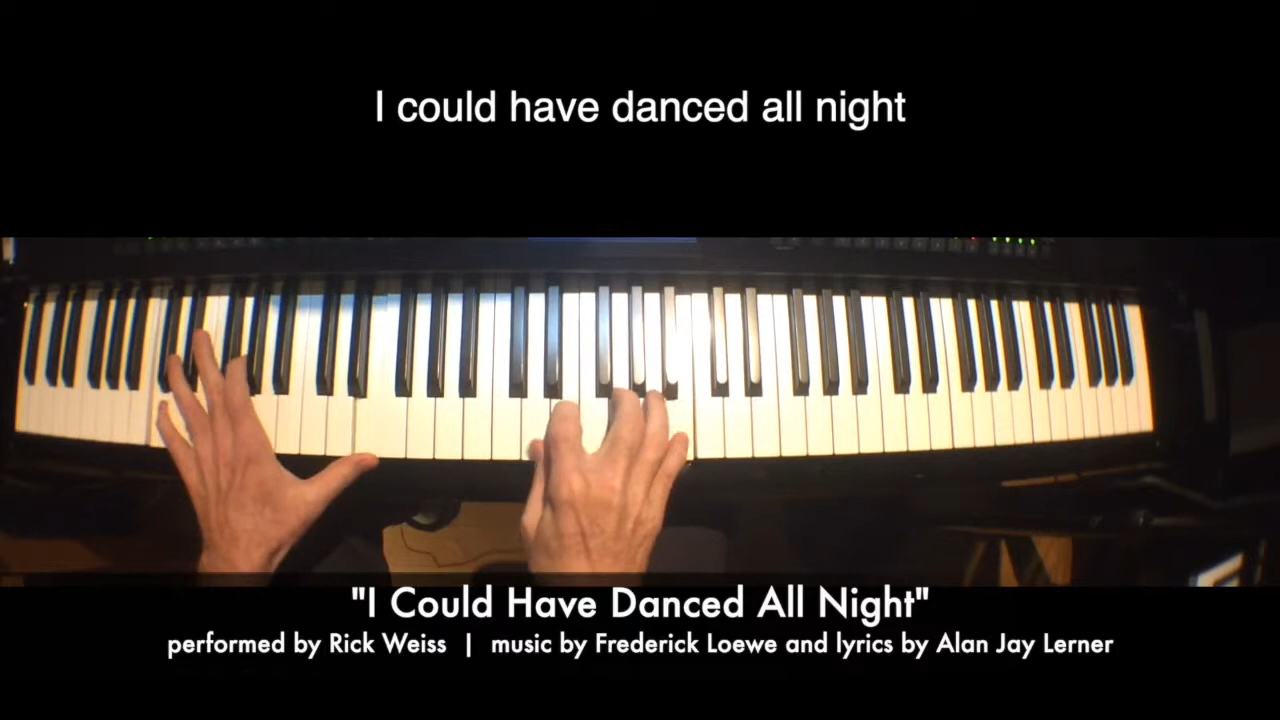 I could have danced all night
"I Could Have Danced All Night"
performed by Rick Weiss | music by Frederick Loewe and lyrics by Alan Jay Lerner